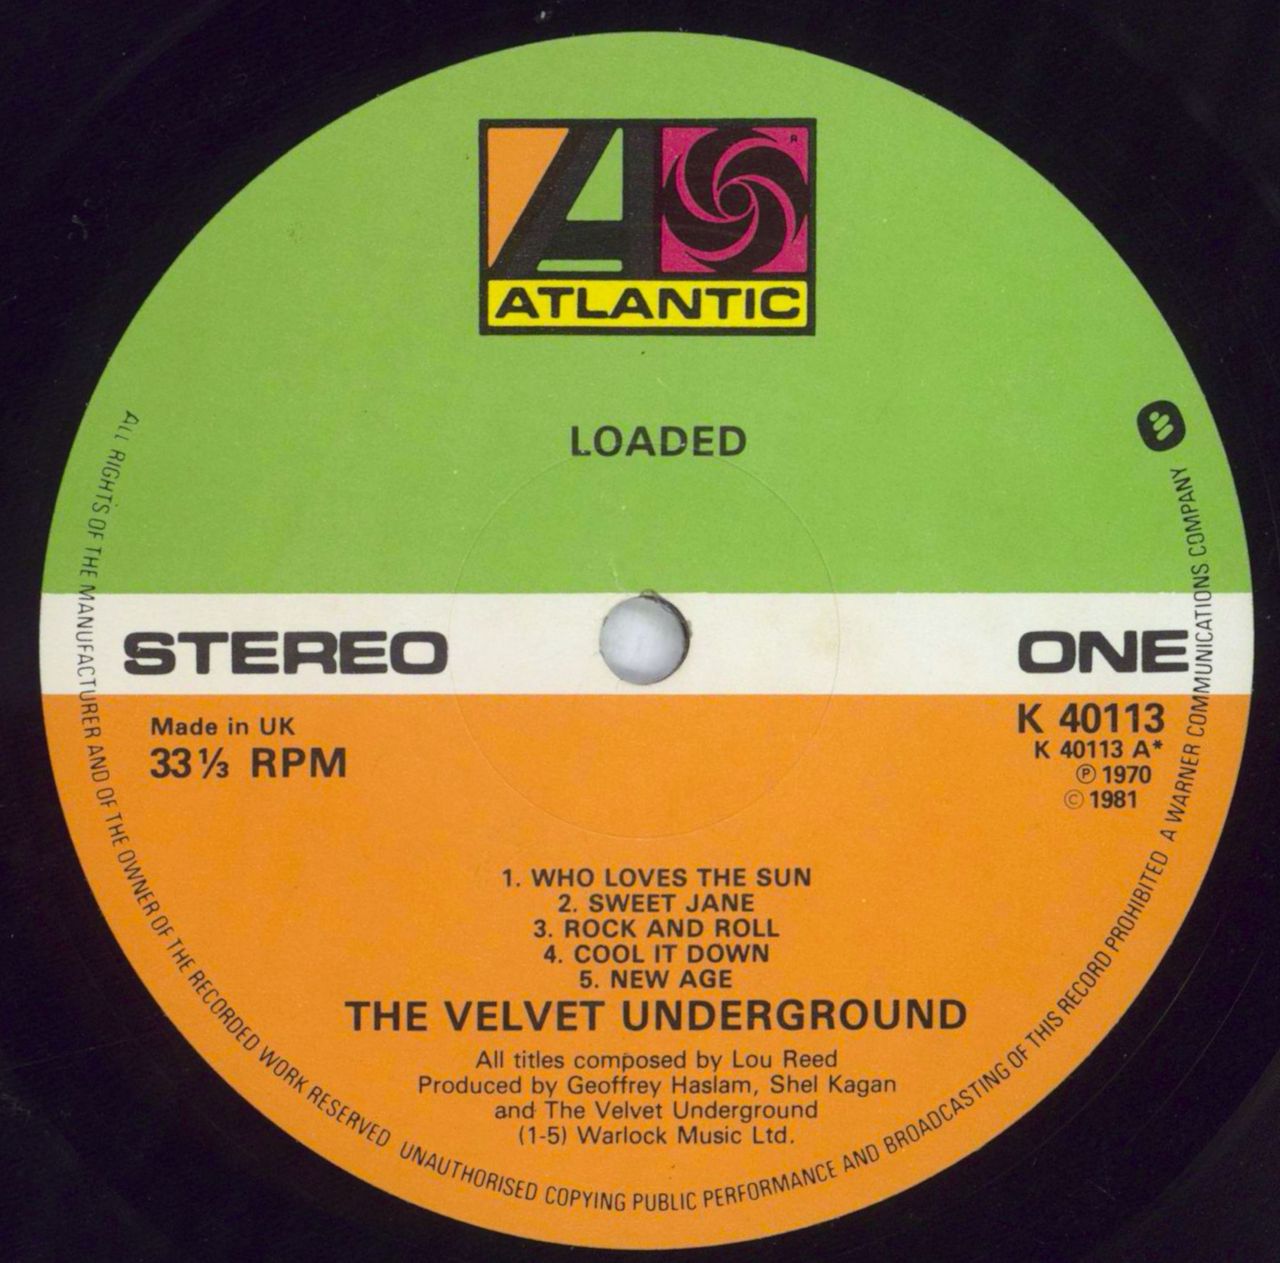 ATLANTIC
LOADED
STEREO
ONE
Made in UK
33⅓ RPM
K 40113
K 40113 A*
℗ 1970
© 1981
1. WHO LOVES THE SUN
2. SWEET JANE
3. ROCK AND ROLL
4. COOL IT DOWN
5. NEW AGE
THE VELVET UNDERGROUND
All titles composed by Lou Reed
Produced by Geoffrey Haslam, Shel Kagan
and The Velvet Underground
(1-5) Warlock Music Ltd.
ALL RIGHTS OF THE MANUFACTURER AND OF THE OWNER OF THE RECORDED WORK RESERVED UNAUTHORISED COPYING PUBLIC PERFORMANCE AND BROADCASTING OF THIS RECORD PROHIBITED A WARNER COMMUNICATIONS COMPANY